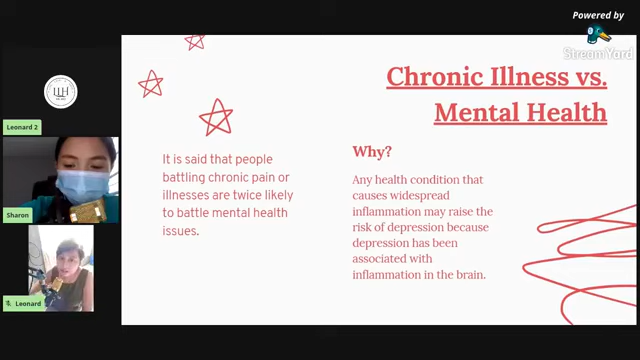 Powered by
StreamYard
Chronic Illness vs.
Mental Health
It is said that people
battling chronic pain or
illnesses are twice likely
to battle mental health
issues.
Why?
Any health condition that
causes widespread
inflammation may raise the
risk of depression because
depression has been
associated with
inflammation in the brain.
Leonard 2
Sharon
Leonard